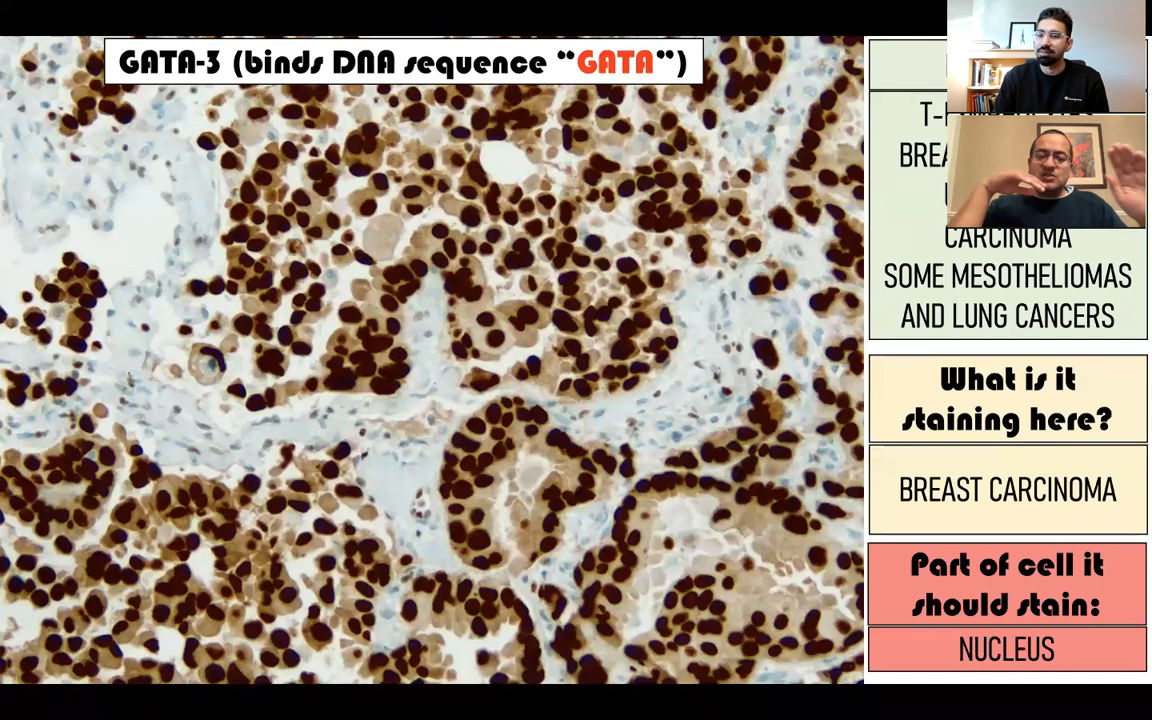 GATA-3 (binds DNA sequence "GATA")
CARCINOMA
SOME MESOTHELIOMAS
AND LUNG CANCERS
What is it
staining here?
BREAST CARCINOMA
Part of cell it
should stain:
NUCLEUS